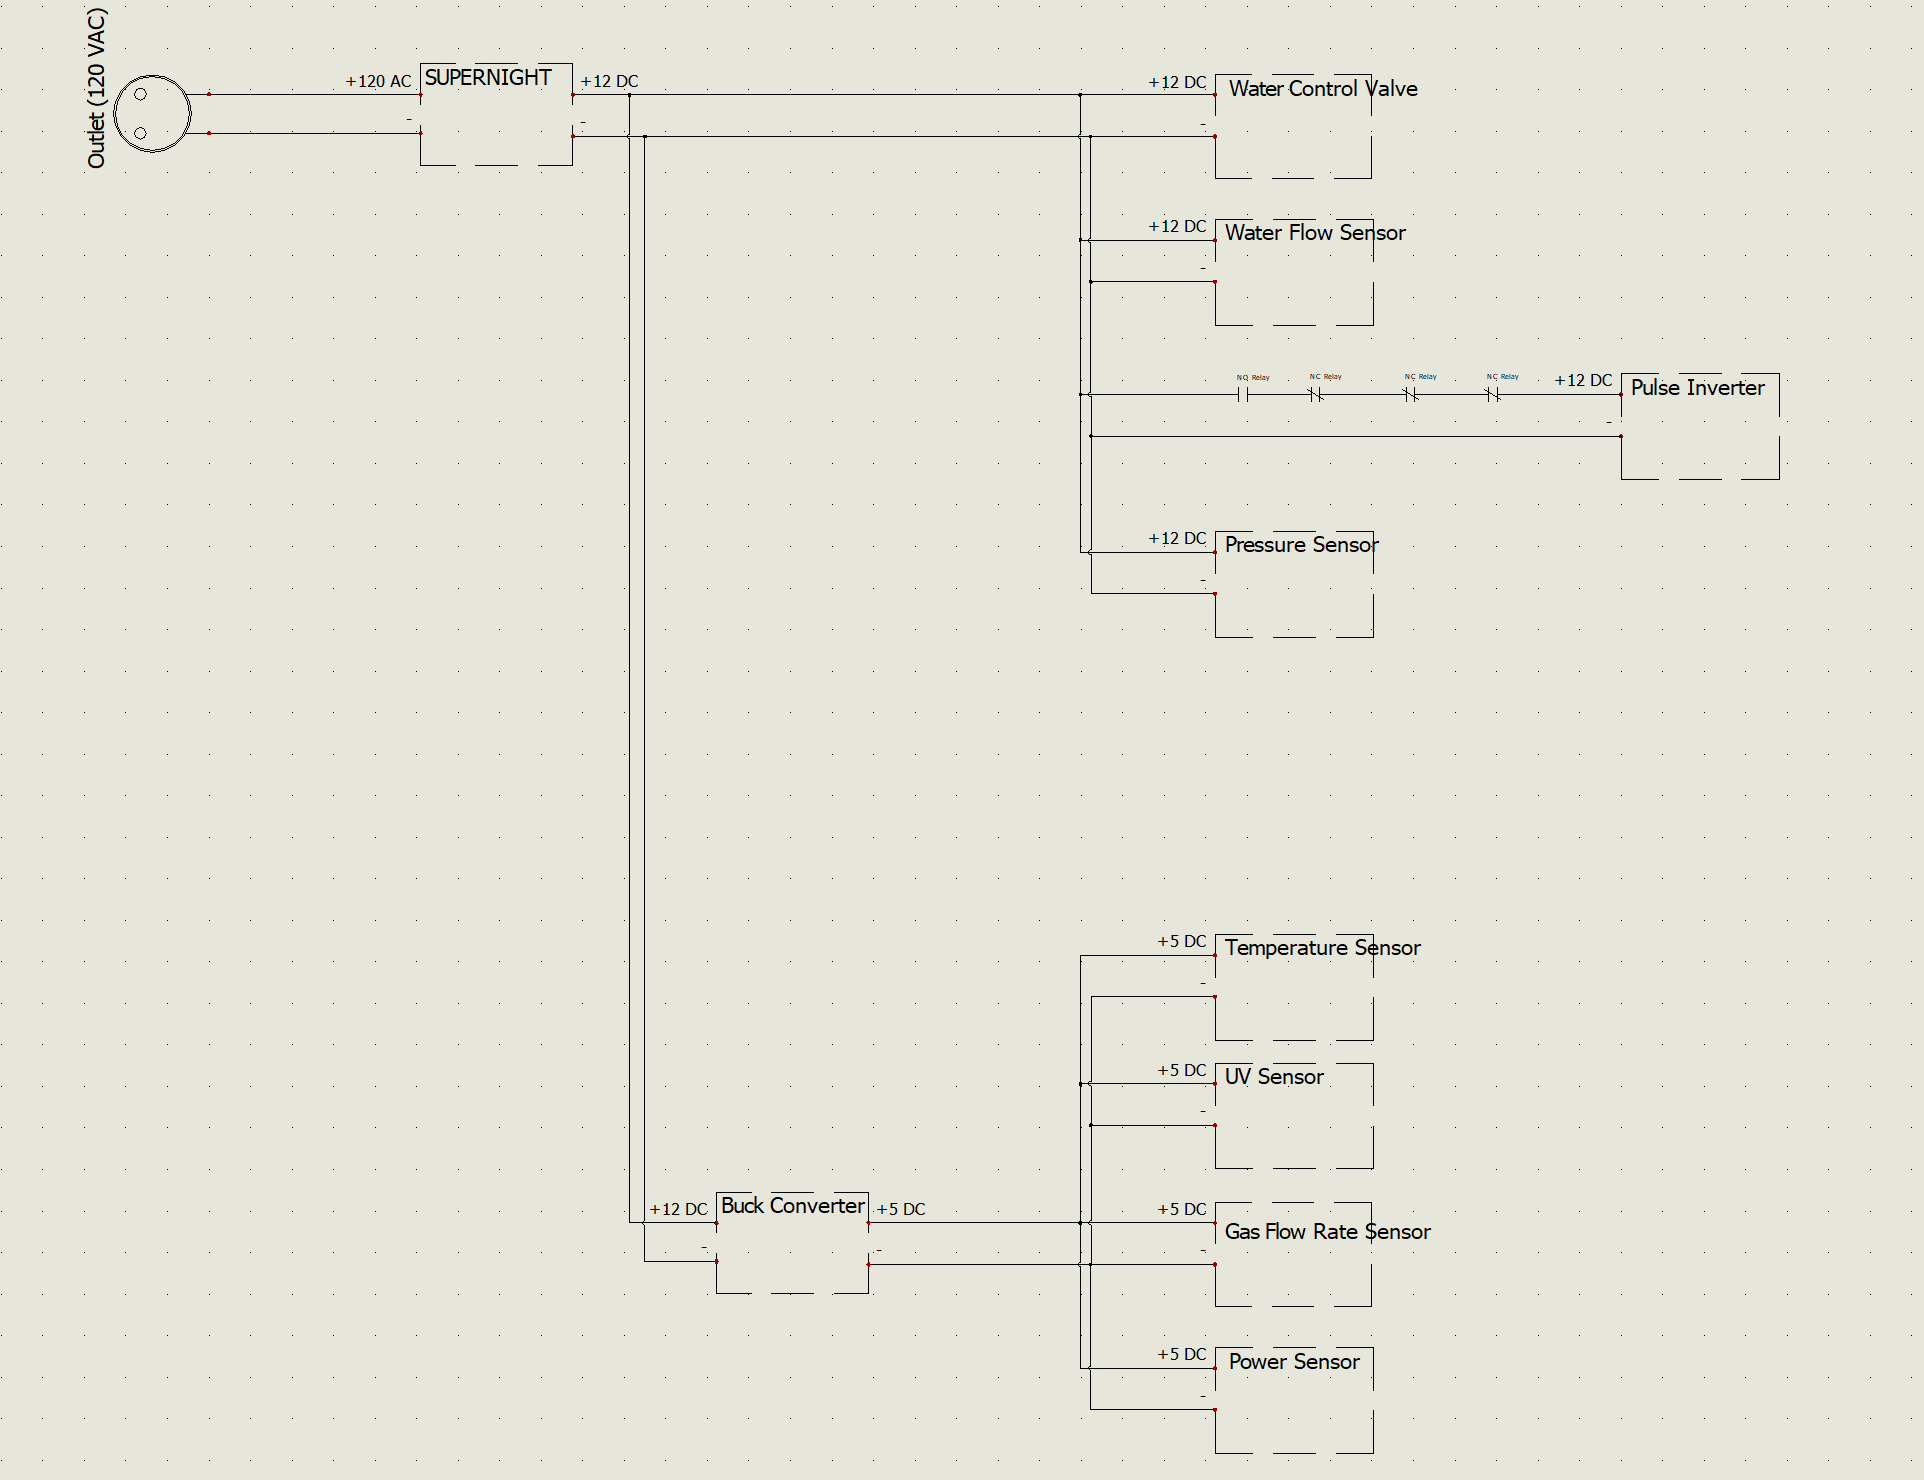 Outlet (120 VAC)
+120 AC
-
SUPERNIGHT
+12 DC
-
+12 DC
-
Water Control Valve
+12 DC
-
Water Flow Sensor
NO Relay
NC Relay
NC Relay
NC Relay
+12 DC
-
Pulse Inverter
+12 DC
-
Pressure Sensor
+5 DC
-
Temperature Sensor
+5 DC
-
UV Sensor
+12 DC
-
Buck Converter
+5 DC
-
+5 DC
-
Gas Flow Rate Sensor
+5 DC
-
Power Sensor